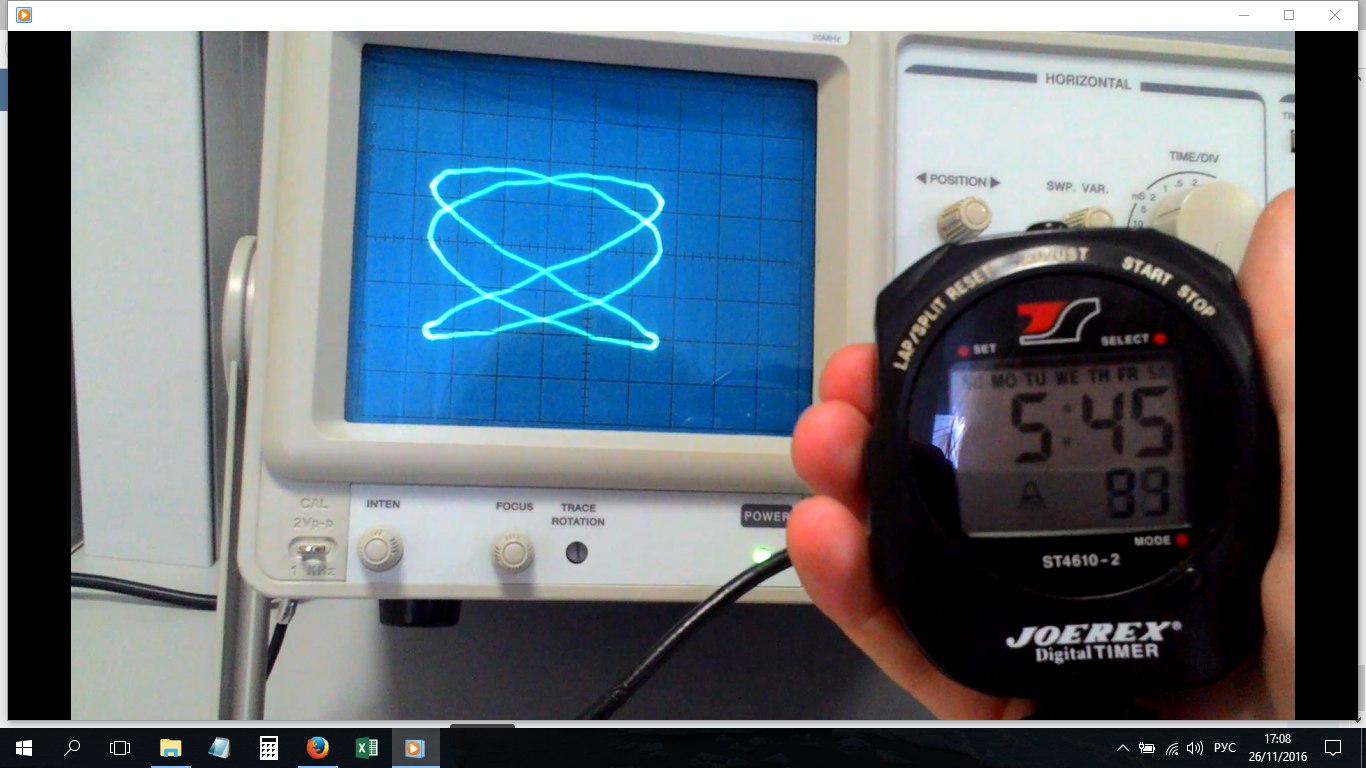 20MHz
HORIZONTAL
TIME/DIV
◀ POSITION ▶
SWP. VAR.
mS 2 1 .5 .2
5
10
LAP/SPLIT RESET ADJUST START STOP
SET
SELECT
MO TU WE TH FR
5:45
89
MODE
ST4610-2
JOEREX®
Digital TIMER
CAL
2Vp-p
1 KHz
INTEN
FOCUS
TRACE
ROTATION
POWER
РУС
17:08
26/11/2016